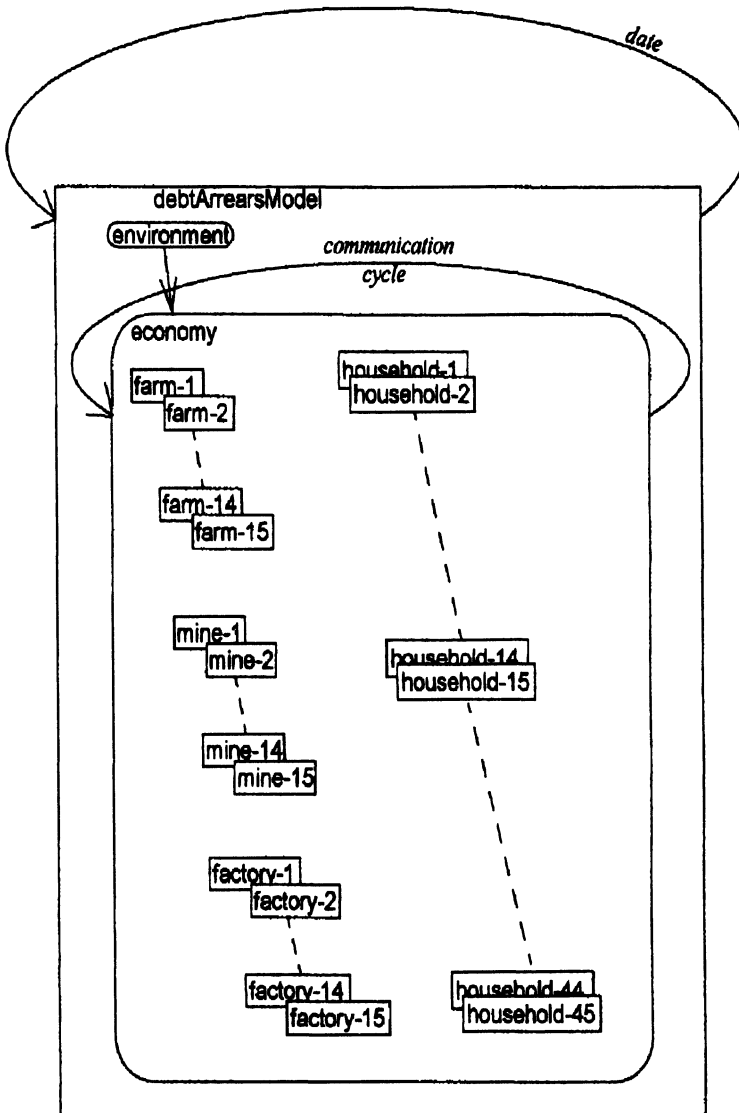 date
debtArrearsModel
environment
communication
cycle
economy
farm-1
farm-2
farm-14
farm-15
mine-1
mine-2
mine-14
mine-15
factory-1
factory-2
factory-14
factory-15
household-1
household-2
household-14
household-15
household-44
household-45